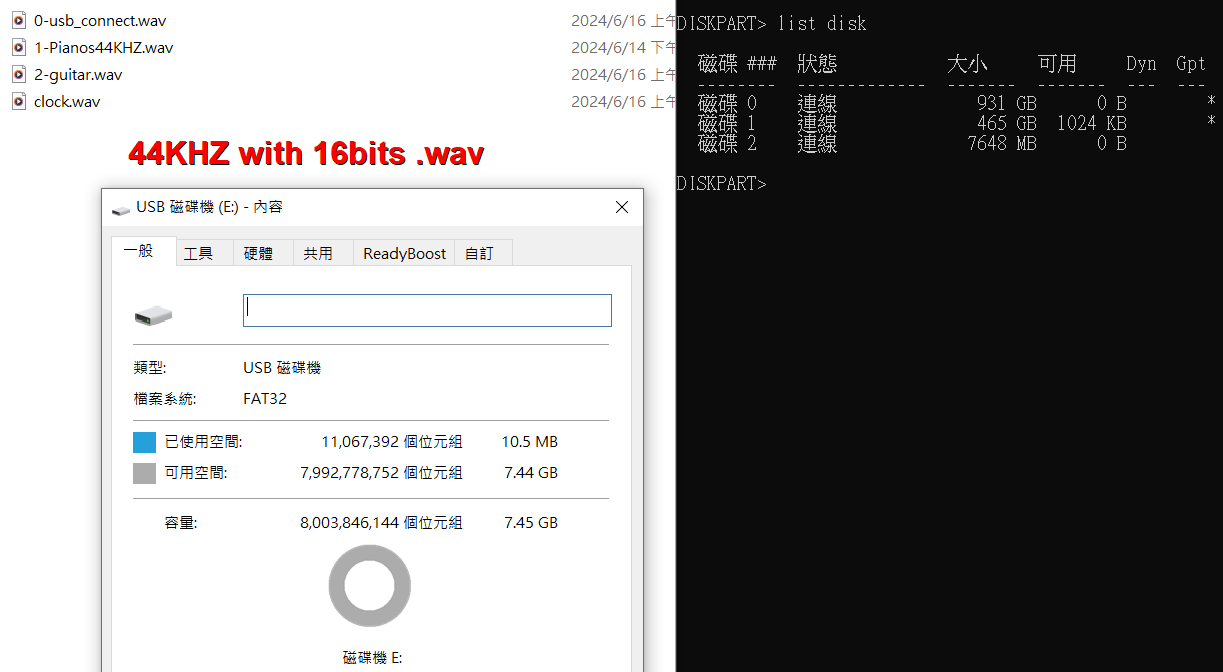 0-usb_connect.wav 2024/6/16 上午
1-Pianos44KHZ.wav 2024/6/14 下午
2-guitar.wav 2024/6/16 上午
clock.wav 2024/6/16 上午
44KHZ with 16bits .wav
USB 磁碟機 (E:) - 內容
一般 工具 硬體 共用 ReadyBoost 自訂
類型: USB 磁碟機
檔案系統: FAT32
已使用空間: 11,067,392 個位元組 10.5 MB
可用空間: 7,992,778,752 個位元組 7.44 GB
容量: 8,003,846,144 個位元組 7.45 GB
磁碟機 E:
DISKPART> list disk
磁碟 ### 狀態 大小 可用 Dyn Gpt
-------- ------------- ------- ------- --- ---
磁碟 0 連線 931 GB 0 B *
磁碟 1 連線 465 GB 1024 KB *
磁碟 2 連線 7648 MB 0 B
DISKPART>